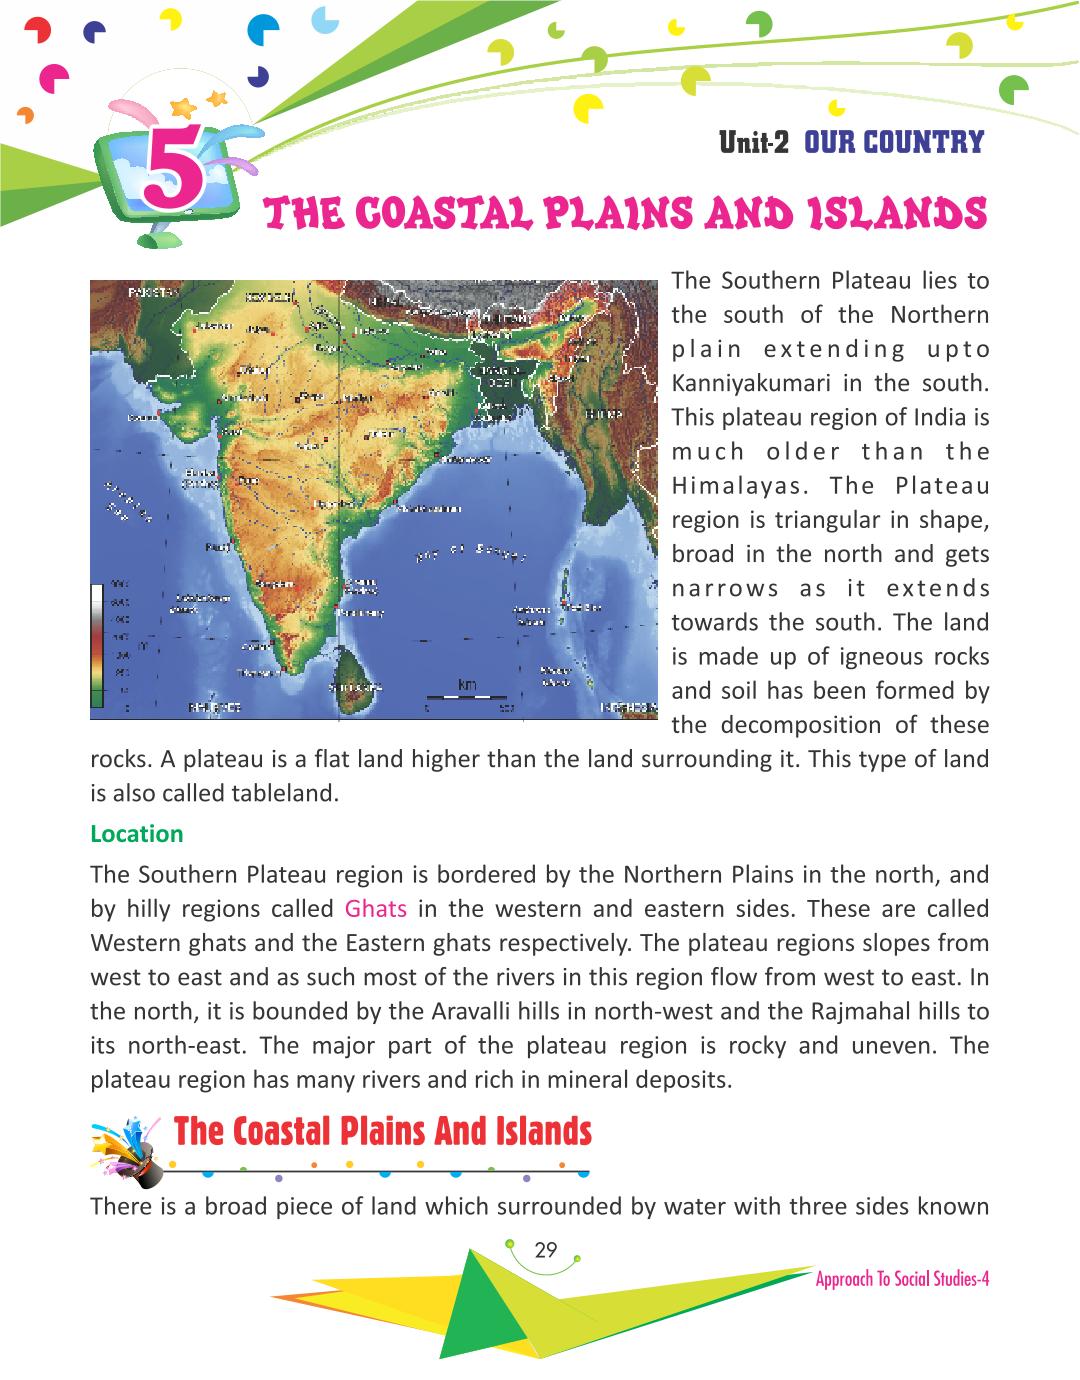 5
Unit-2 OUR COUNTRY
THE COASTAL PLAINS AND ISLANDS
PAKISTAN
NEW DELHI
The Southern Plateau lies to
the south of the Northern
plain extending upto
Kanniyakumari in the south.
This plateau region of India is
much older than the
Himalayas. The Plateau
region is triangular in shape,
broad in the north and gets
narrows as it extends
towards the south. The land
is made up of igneous rocks
and soil has been formed by
the decomposition of these
Bay of Bengal
SRI LANKA
km
MALDIVES
INDONESIA
rocks. A plateau is a flat land higher than the land surrounding it. This type of land
is also called tableland.
Location
The Southern Plateau region is bordered by the Northern Plains in the north, and
by hilly regions called Ghats in the western and eastern sides. These are called
Western ghats and the Eastern ghats respectively. The plateau regions slopes from
west to east and as such most of the rivers in this region flow from west to east. In
the north, it is bounded by the Aravalli hills in north-west and the Rajmahal hills to
its north-east. The major part of the plateau region is rocky and uneven. The
plateau region has many rivers and rich in mineral deposits.
The Coastal Plains And Islands
There is a broad piece of land which surrounded by water with three sides known
29
Approach To Social Studies-4